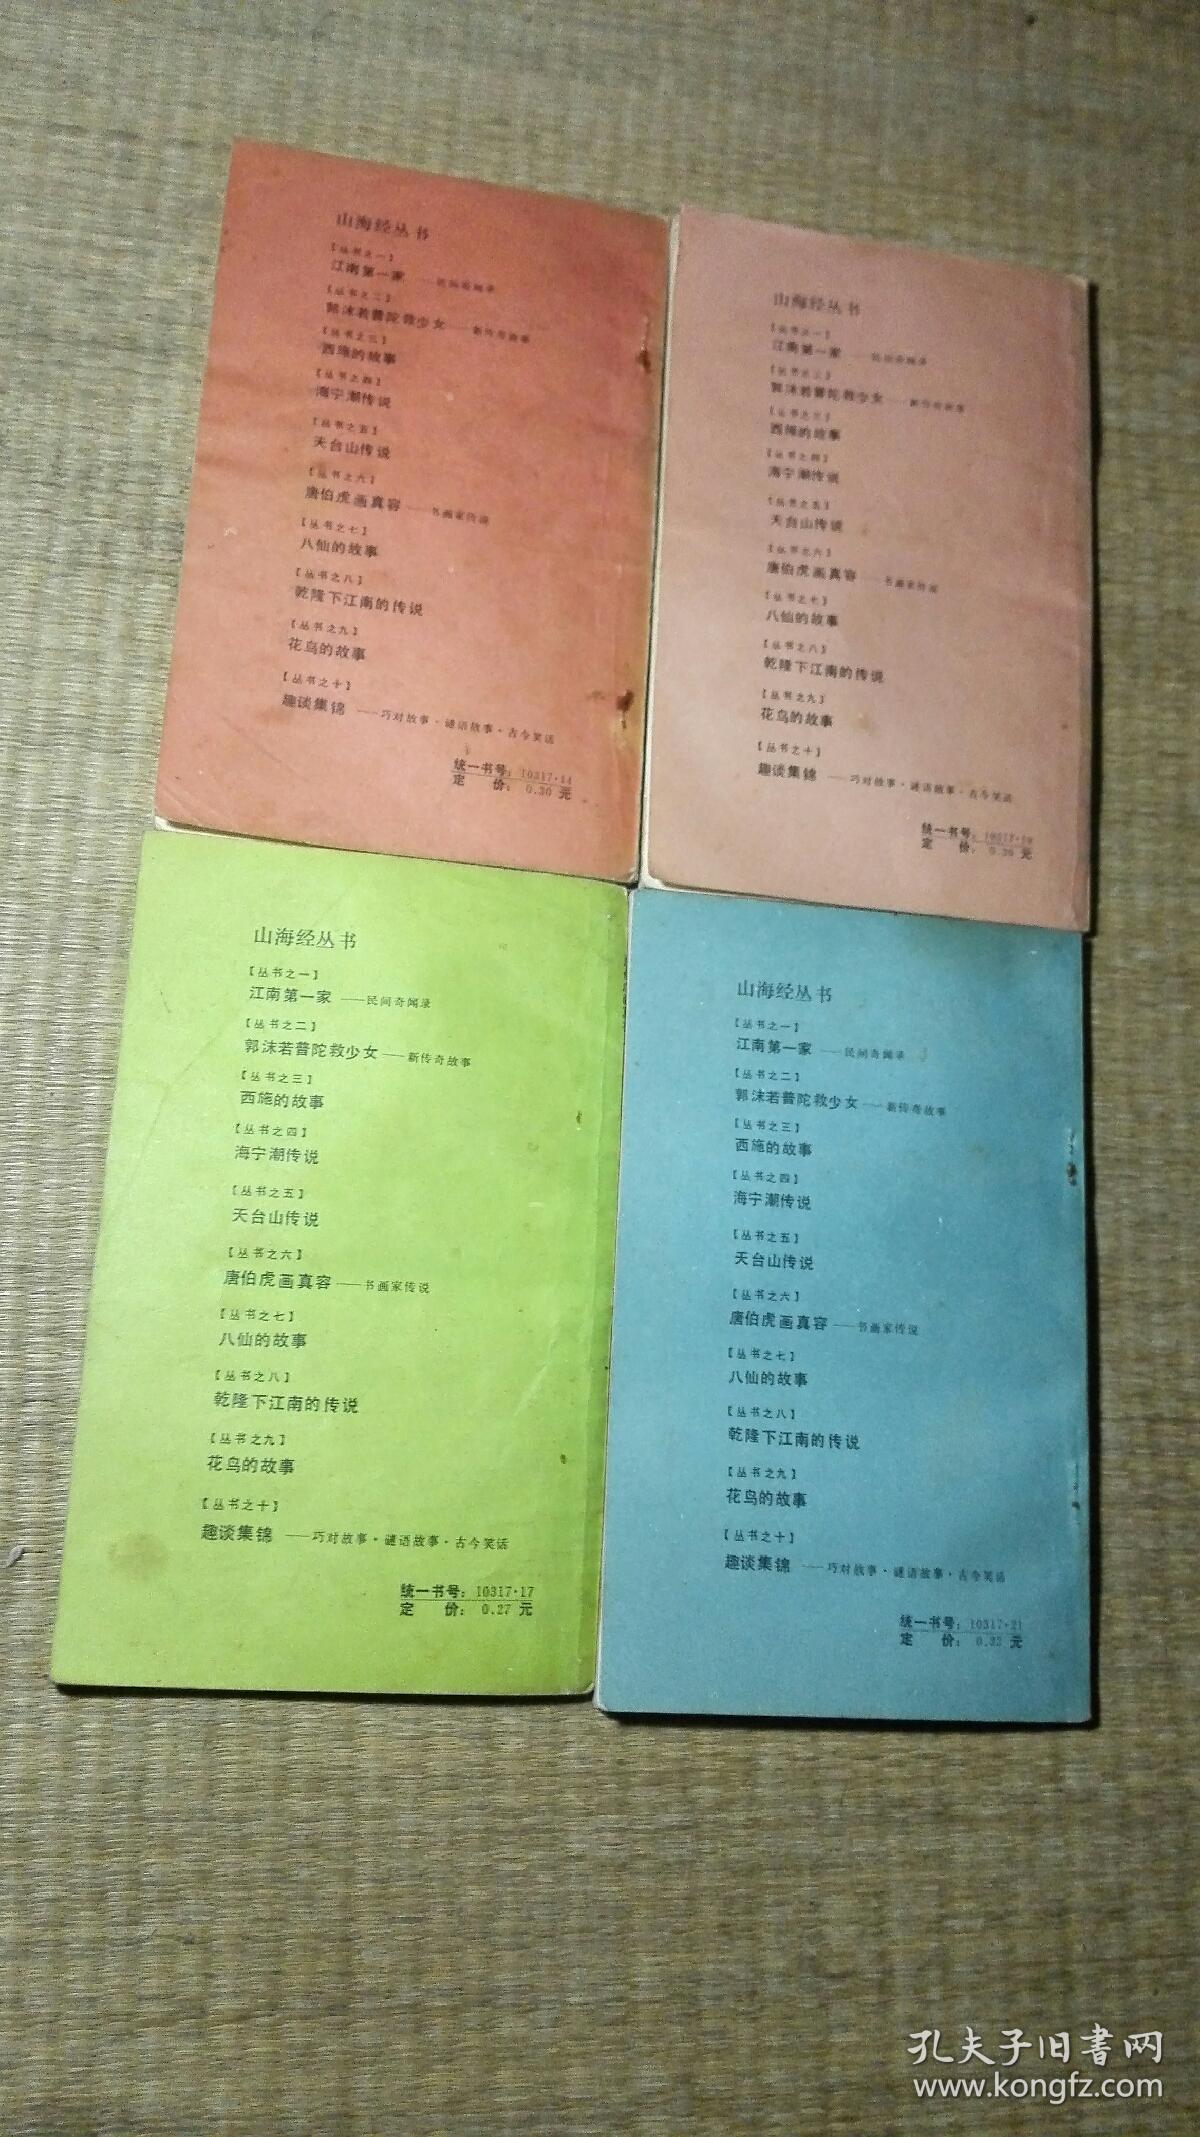 山海经丛书
【丛书之一】
江南第一家 ——民间奇闻录
【丛书之二】
郭沫若普陀救少女——新传奇故事
【丛书之三】
西施的故事
【丛书之四】
海宁潮传说
【丛书之五】
天台山传说
【丛书之六】
唐伯虎画真容——书画家传说
【丛书之七】
八仙的故事
【丛书之八】
乾隆下江南的传说
【丛书之九】
花鸟的故事
【丛书之十】
趣谈集锦 ——巧对故事·谜语故事·古今笑话
统一书号：10317·14
定 价：0.30 元
山海经丛书
【丛书之一】
江南第一家 ——民间奇闻录
【丛书之二】
郭沫若普陀救少女——新传奇故事
【丛书之三】
西施的故事
【丛书之四】
海宁潮传说
【丛书之五】
天台山传说
【丛书之六】
唐伯虎画真容——书画家传说
【丛书之七】
八仙的故事
【丛书之八】
乾隆下江南的传说
【丛书之九】
花鸟的故事
【丛书之十】
趣谈集锦 ——巧对故事·谜语故事·古今笑话
统一书号：
定 价： 元
山海经丛书
【丛书之一】
江南第一家 ——民间奇闻录
【丛书之二】
郭沫若普陀救少女——新传奇故事
【丛书之三】
西施的故事
【丛书之四】
海宁潮传说
【丛书之五】
天台山传说
【丛书之六】
唐伯虎画真容——书画家传说
【丛书之七】
八仙的故事
【丛书之八】
乾隆下江南的传说
【丛书之九】
花鸟的故事
【丛书之十】
趣谈集锦 ——巧对故事·谜语故事·古今笑话
统一书号：10317·17
定 价：0.27 元
山海经丛书
【丛书之一】
江南第一家 ——民间奇闻录
【丛书之二】
郭沫若普陀救少女——新传奇故事
【丛书之三】
西施的故事
【丛书之四】
海宁潮传说
【丛书之五】
天台山传说
【丛书之六】
唐伯虎画真容——书画家传说
【丛书之七】
八仙的故事
【丛书之八】
乾隆下江南的传说
【丛书之九】
花鸟的故事
【丛书之十】
趣谈集锦 ——巧对故事·谜语故事·古今笑话
统一书号：10317·21
定 价：0.32 元
孔夫子旧书网
www.kongfz.com